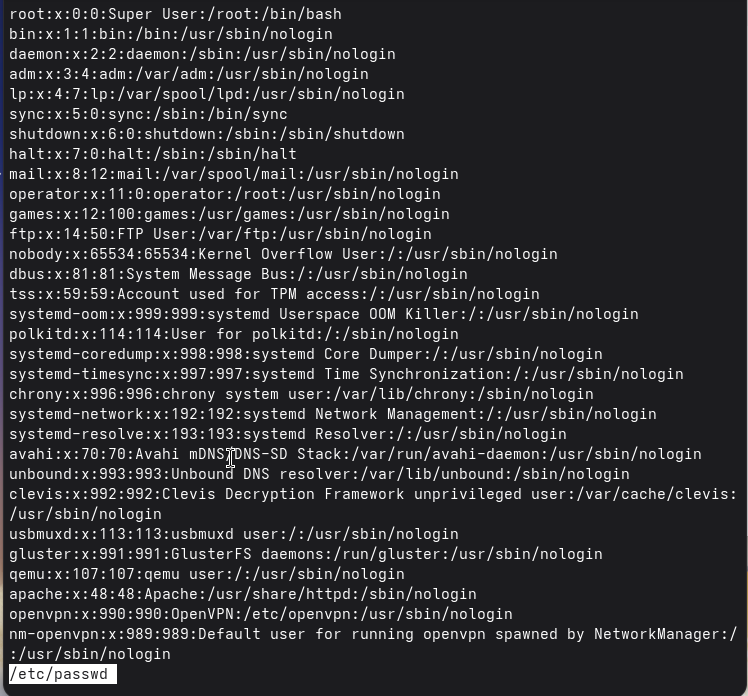 root:x:0:0:Super User:/root:/bin/bash
bin:x:1:1:bin:/bin:/usr/sbin/nologin
daemon:x:2:2:daemon:/sbin:/usr/sbin/nologin
adm:x:3:4:adm:/var/adm:/usr/sbin/nologin
lp:x:4:7:lp:/var/spool/lpd:/usr/sbin/nologin
sync:x:5:0:sync:/sbin:/bin/sync
shutdown:x:6:0:shutdown:/sbin:/sbin/shutdown
halt:x:7:0:halt:/sbin:/sbin/halt
mail:x:8:12:mail:/var/spool/mail:/usr/sbin/nologin
operator:x:11:0:operator:/root:/usr/sbin/nologin
games:x:12:100:games:/usr/games:/usr/sbin/nologin
ftp:x:14:50:FTP User:/var/ftp:/usr/sbin/nologin
nobody:x:65534:65534:Kernel Overflow User:/:/usr/sbin/nologin
dbus:x:81:81:System Message Bus:/:/usr/sbin/nologin
tss:x:59:59:Account used for TPM access:/:/usr/sbin/nologin
systemd-oom:x:999:999:systemd Userspace OOM Killer:/:/usr/sbin/nologin
polkitd:x:114:114:User for polkitd:/:/sbin/nologin
systemd-coredump:x:998:998:systemd Core Dumper:/:/usr/sbin/nologin
systemd-timesync:x:997:997:systemd Time Synchronization:/:/usr/sbin/nologin
chrony:x:996:996:chrony system user:/var/lib/chrony:/sbin/nologin
systemd-network:x:192:192:systemd Network Management:/:/usr/sbin/nologin
systemd-resolve:x:193:193:systemd Resolver:/:/usr/sbin/nologin
avahi:x:70:70:Avahi mDNS/DNS-SD Stack:/var/run/avahi-daemon:/usr/sbin/nologin
unbound:x:993:993:Unbound DNS resolver:/var/lib/unbound:/sbin/nologin
clevis:x:992:992:Clevis Decryption Framework unprivileged user:/var/cache/clevis:
/usr/sbin/nologin
usbmuxd:x:113:113:usbmuxd user:/:/usr/sbin/nologin
gluster:x:991:991:GlusterFS daemons:/run/gluster:/usr/sbin/nologin
qemu:x:107:107:qemu user:/:/usr/sbin/nologin
apache:x:48:48:Apache:/usr/share/httpd:/sbin/nologin
openvpn:x:990:990:OpenVPN:/etc/openvpn:/usr/sbin/nologin
nm-openvpn:x:989:989:Default user for running openvpn spawned by NetworkManager:/
:/usr/sbin/nologin
/etc/passwd